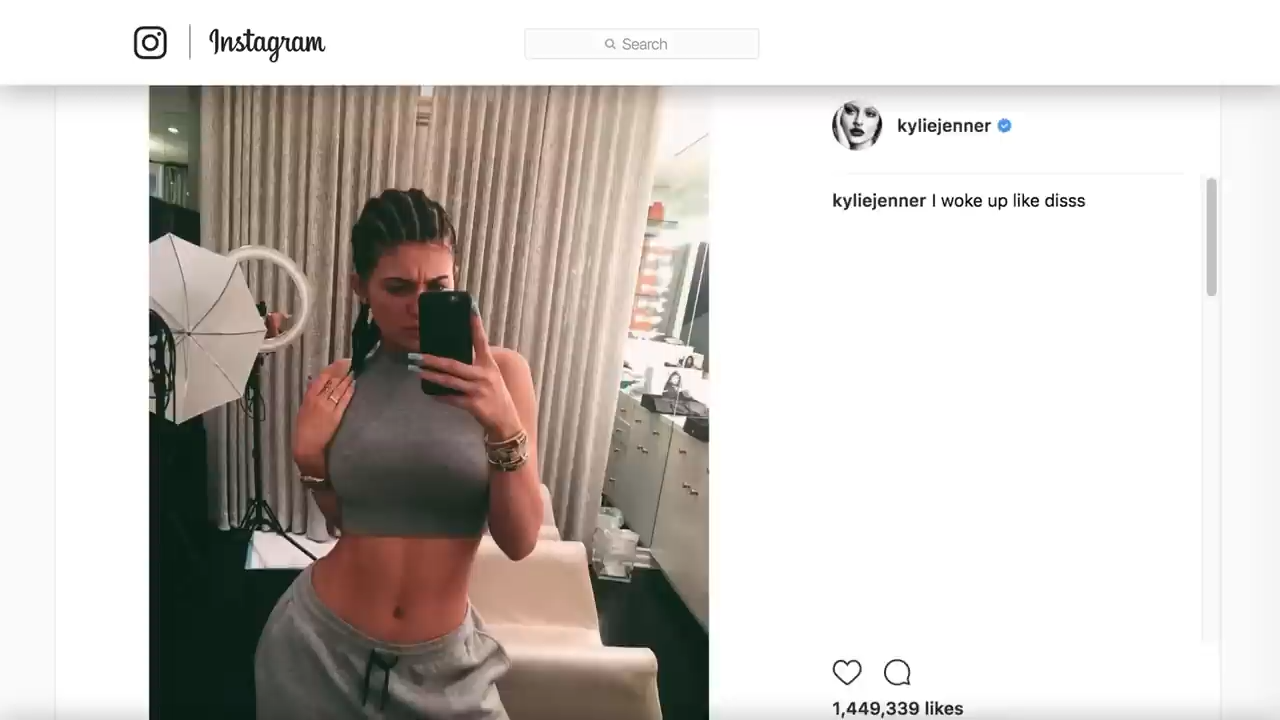 Instagram
Search
kyliejenner
kyliejenner I woke up like disss
1,449,339 likes